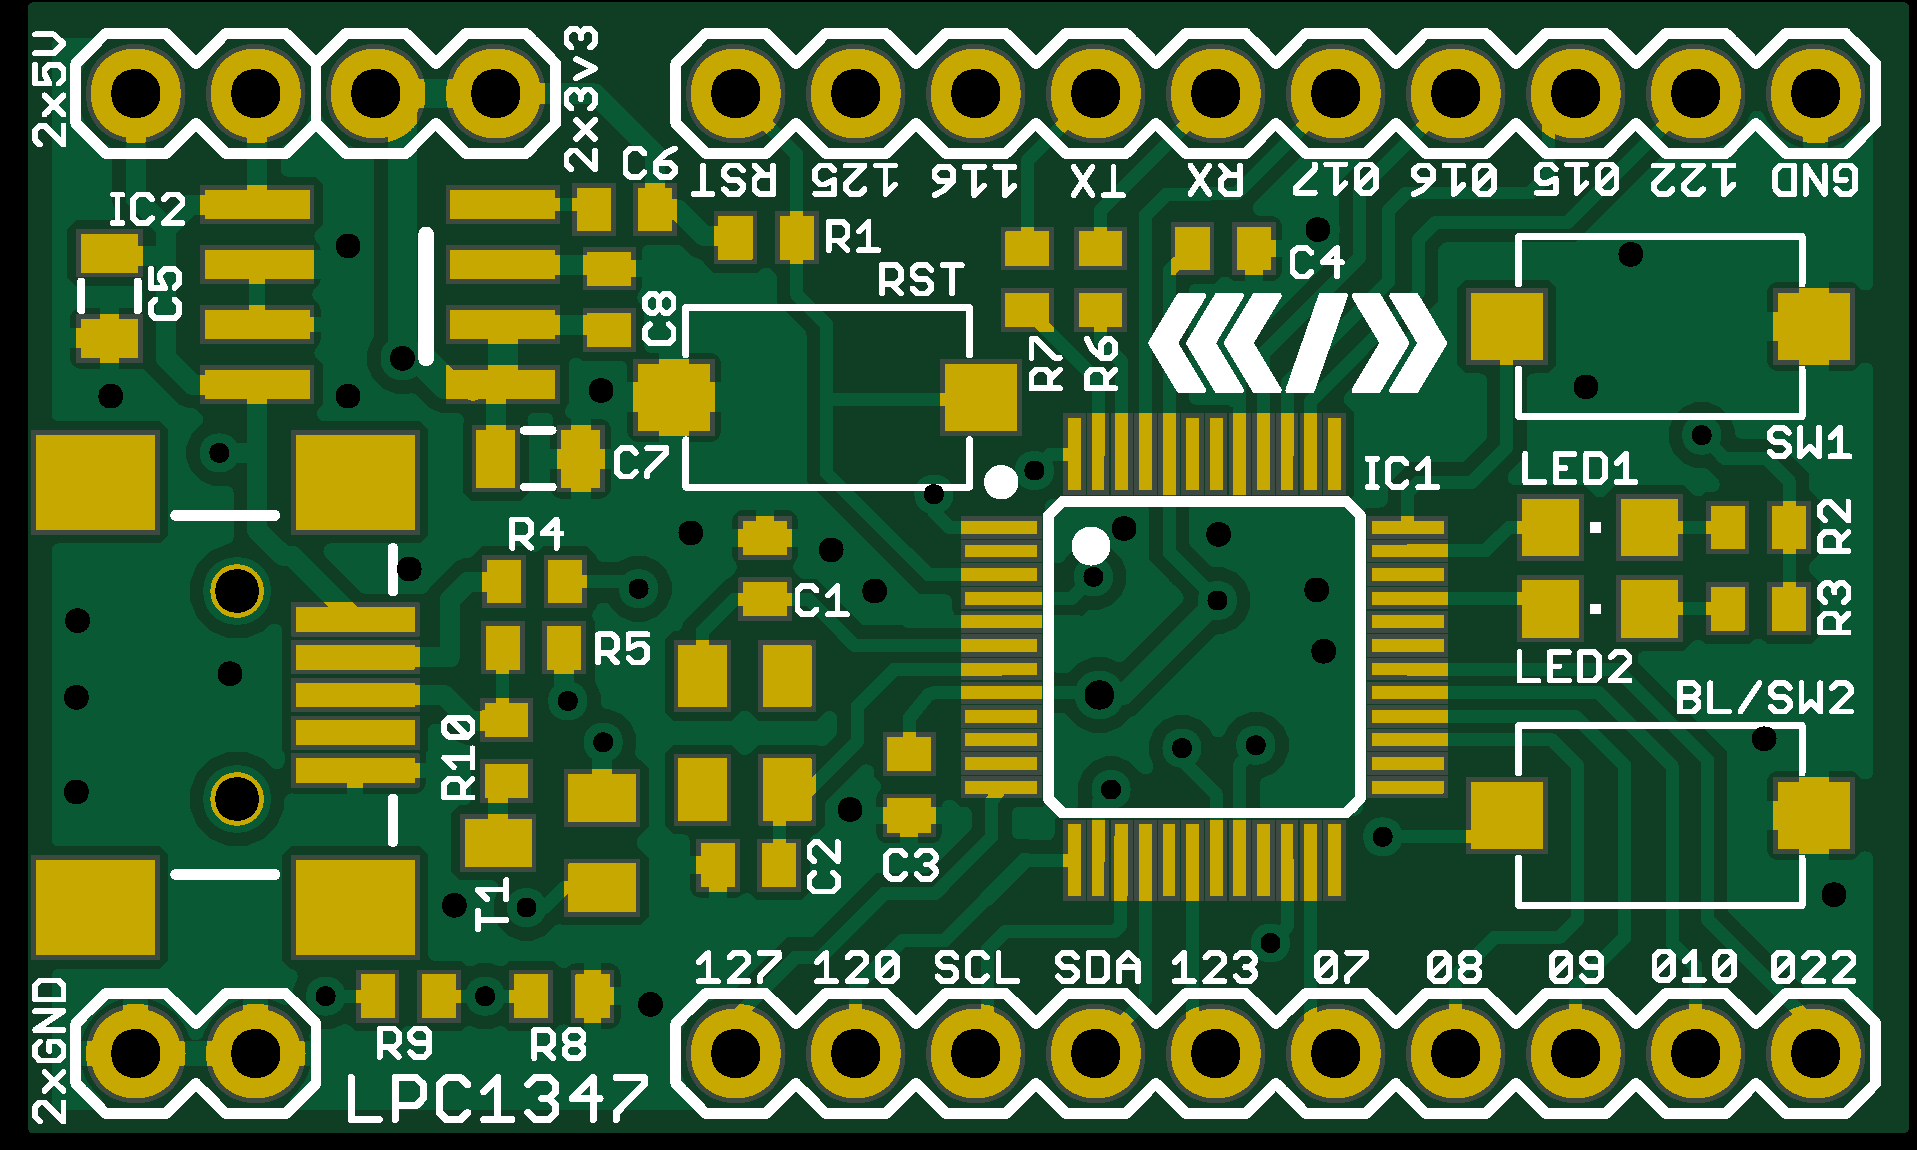 2x5V
2x3v3
RST
125
116
TX
RX
017
016
015
122
GND
IC2
C6
R1
C5
C8
RST
R7
R6
C4
</>
SW1
C7
IC1
LED1
R2
R4
C1
R3
R5
LED2
BL/SW2
R10
C2
C3
T1
127
120
SCL
SDA
123
07
08
09
010
022
2xGND
R9
R8
LPC1347